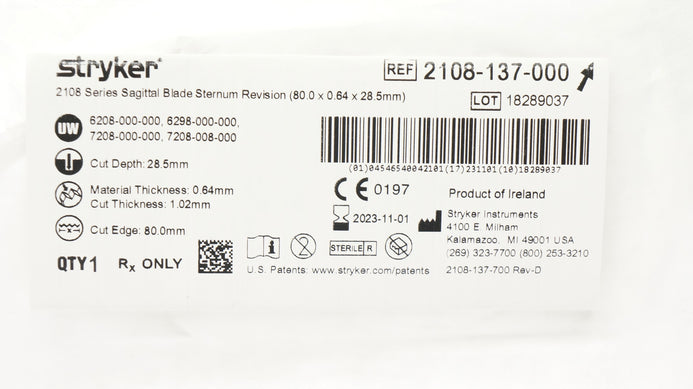 stryker®
REF 2108-137-000
2108 Series Sagittal Blade Sternum Revision (80.0 x 0.64 x 28.5mm)
LOT 18289037
UW 6208-000-000, 6298-000-000,
7208-000-000, 7208-008-000
(01)04546540042101(17)231101(10)18289037
Cut Depth: 28.5mm
Material Thickness: 0.64mm
Cut Thickness: 1.02mm
CE 0197
Product of Ireland
2023-11-01
Stryker Instruments
4100 E. Milham
Kalamazoo, MI 49001 USA
(269) 323-7700 (800) 253-3210
Cut Edge: 80.0mm
QTY 1 Rx ONLY
i 2 STERILE R
U.S. Patents: www.stryker.com/patents
2108-137-700 Rev-D